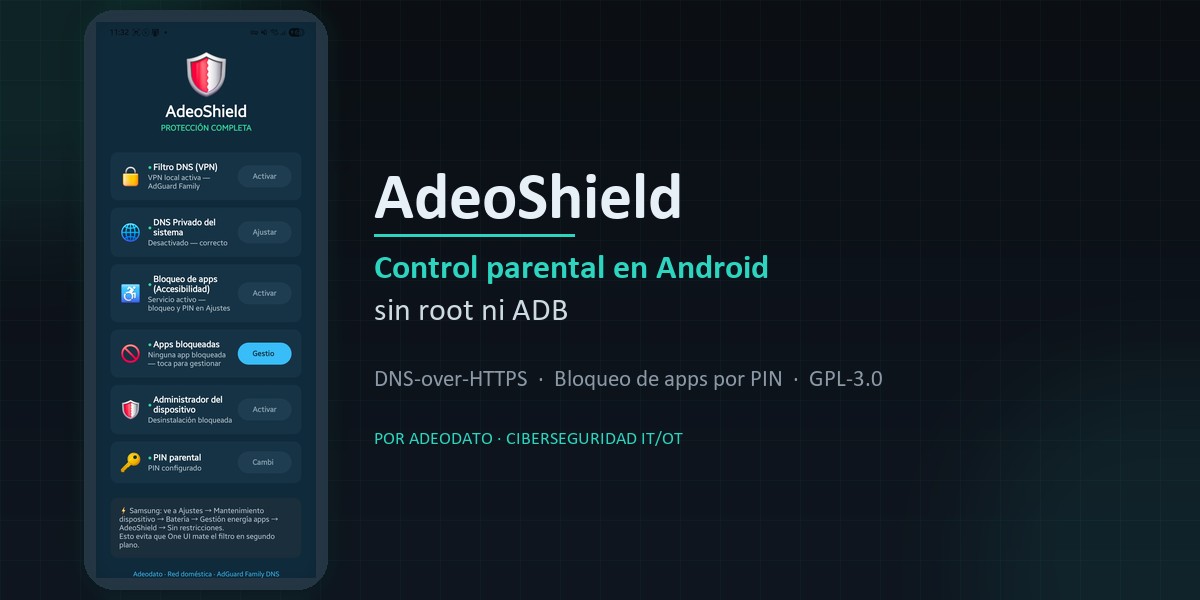 11:32
AdeoShield
PROTECCIÓN COMPLETA
Filtro DNS (VPN)
VPN local activa —
AdGuard Family
Activar
DNS Privado del
sistema
Desactivado — correcto
Ajustar
Bloqueo de apps
(Accesibilidad)
Servicio activo —
bloqueo y PIN en Ajustes
Activar
Apps bloqueadas
Ninguna app bloqueada
— toca para gestionar
Gestio
Administrador del
dispositivo
Desinstalación bloqueada
Activar
PIN parental
PIN configurado
Cambi
Samsung: ve a Ajustes → Mantenimiento
dispositivo → Batería → Gestión energía apps →
AdeoShield → Sin restricciones.
Esto evita que One UI mate el filtro en segundo
plano.
Adeodato · Red doméstica · AdGuard Family DNS
AdeoShield
Control parental en Android
sin root ni ADB
DNS-over-HTTPS · Bloqueo de apps por PIN · GPL-3.0
POR ADEODATO · CIBERSEGURIDAD IT/OT